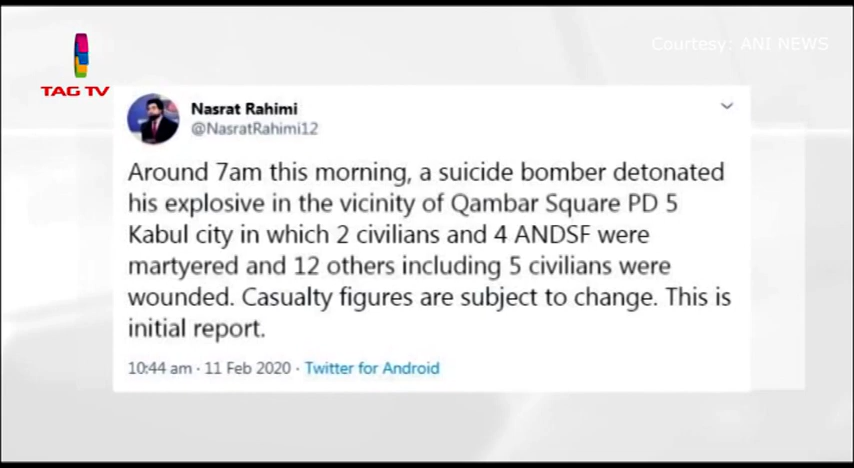 Courtesy: ANI NEWS
TAG TV
Nasrat Rahimi
@NasratRahimi12
Around 7am this morning, a suicide bomber detonated
his explosive in the vicinity of Qambar Square PD 5
Kabul city in which 2 civilians and 4 ANDSF were
martyered and 12 others including 5 civilians were
wounded. Casualty figures are subject to change. This is
initial report.
10:44 am · 11 Feb 2020 · Twitter for Android